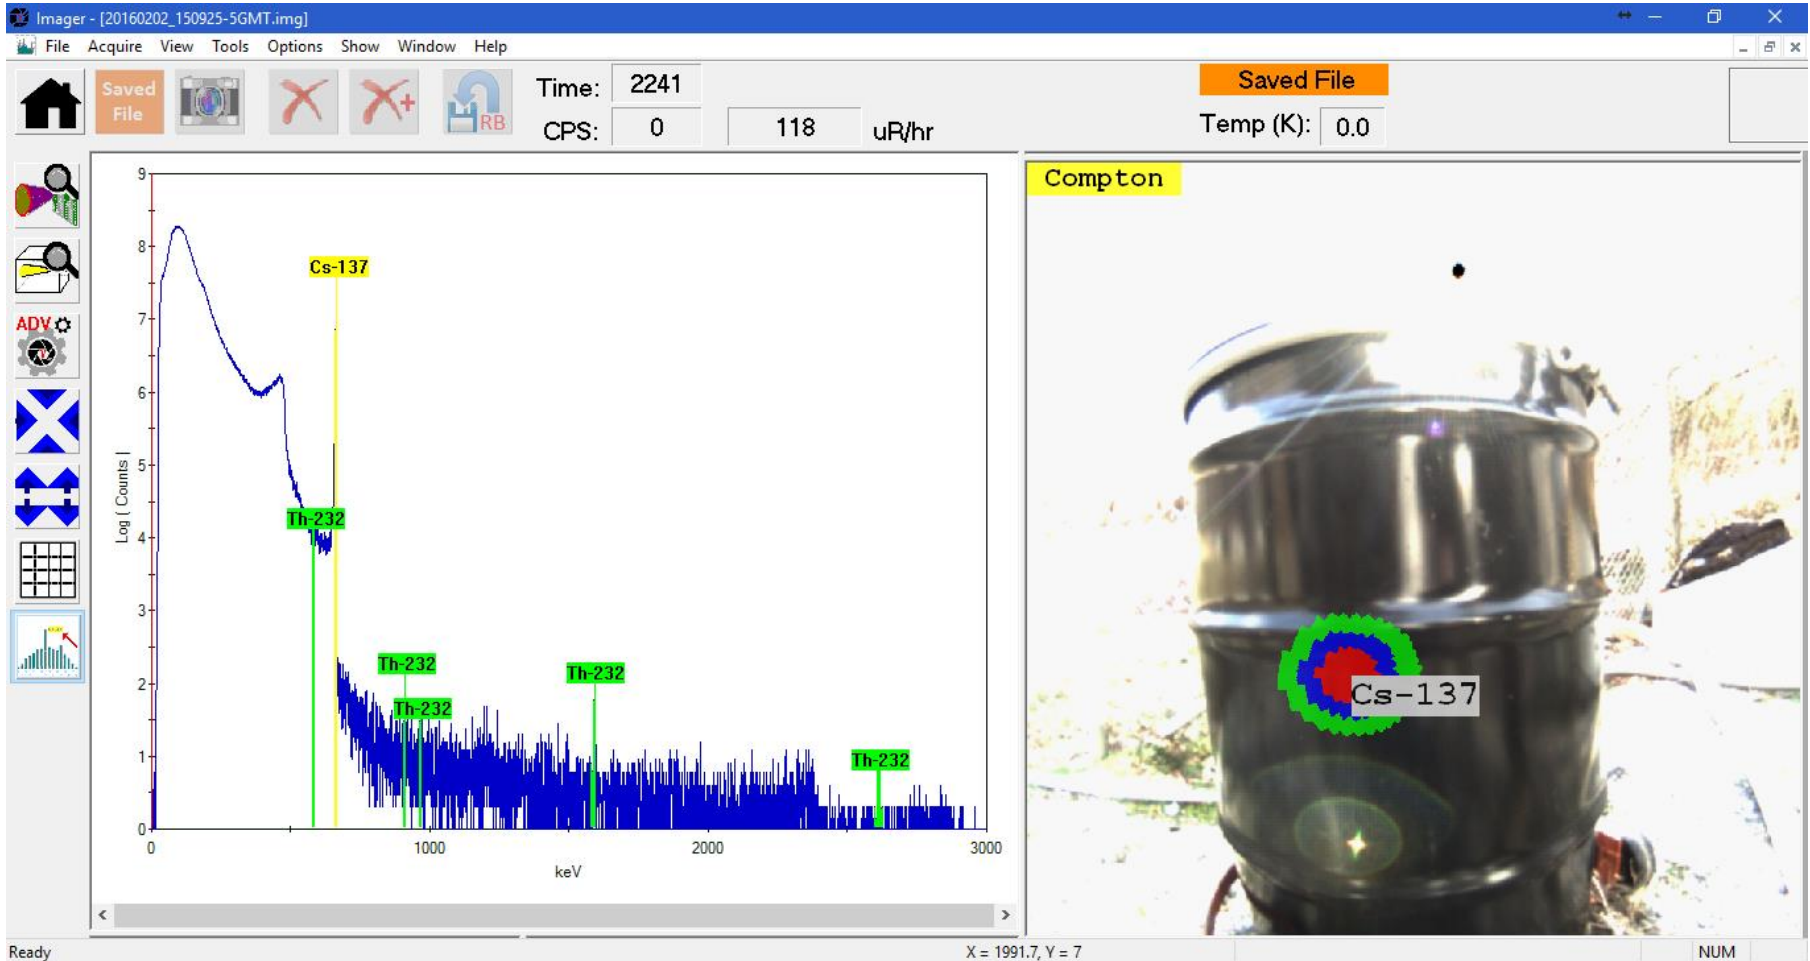 Imager - [20160202_150925-5GMT.img]
File Acquire View Tools Options Show Window Help
Saved File
RB
Time: 2241
CPS: 0 118 uR/hr
Saved File
Temp (K): 0.0
ADV
Compton
9
8
7
6
5
4
3
2
1
0
Log ( Counts )
Cs-137
Th-232
Th-232
Th-232
Th-232
Th-232
0 1000 2000 3000
keV
Cs-137
Ready X = 1991.7, Y = 7 NUM